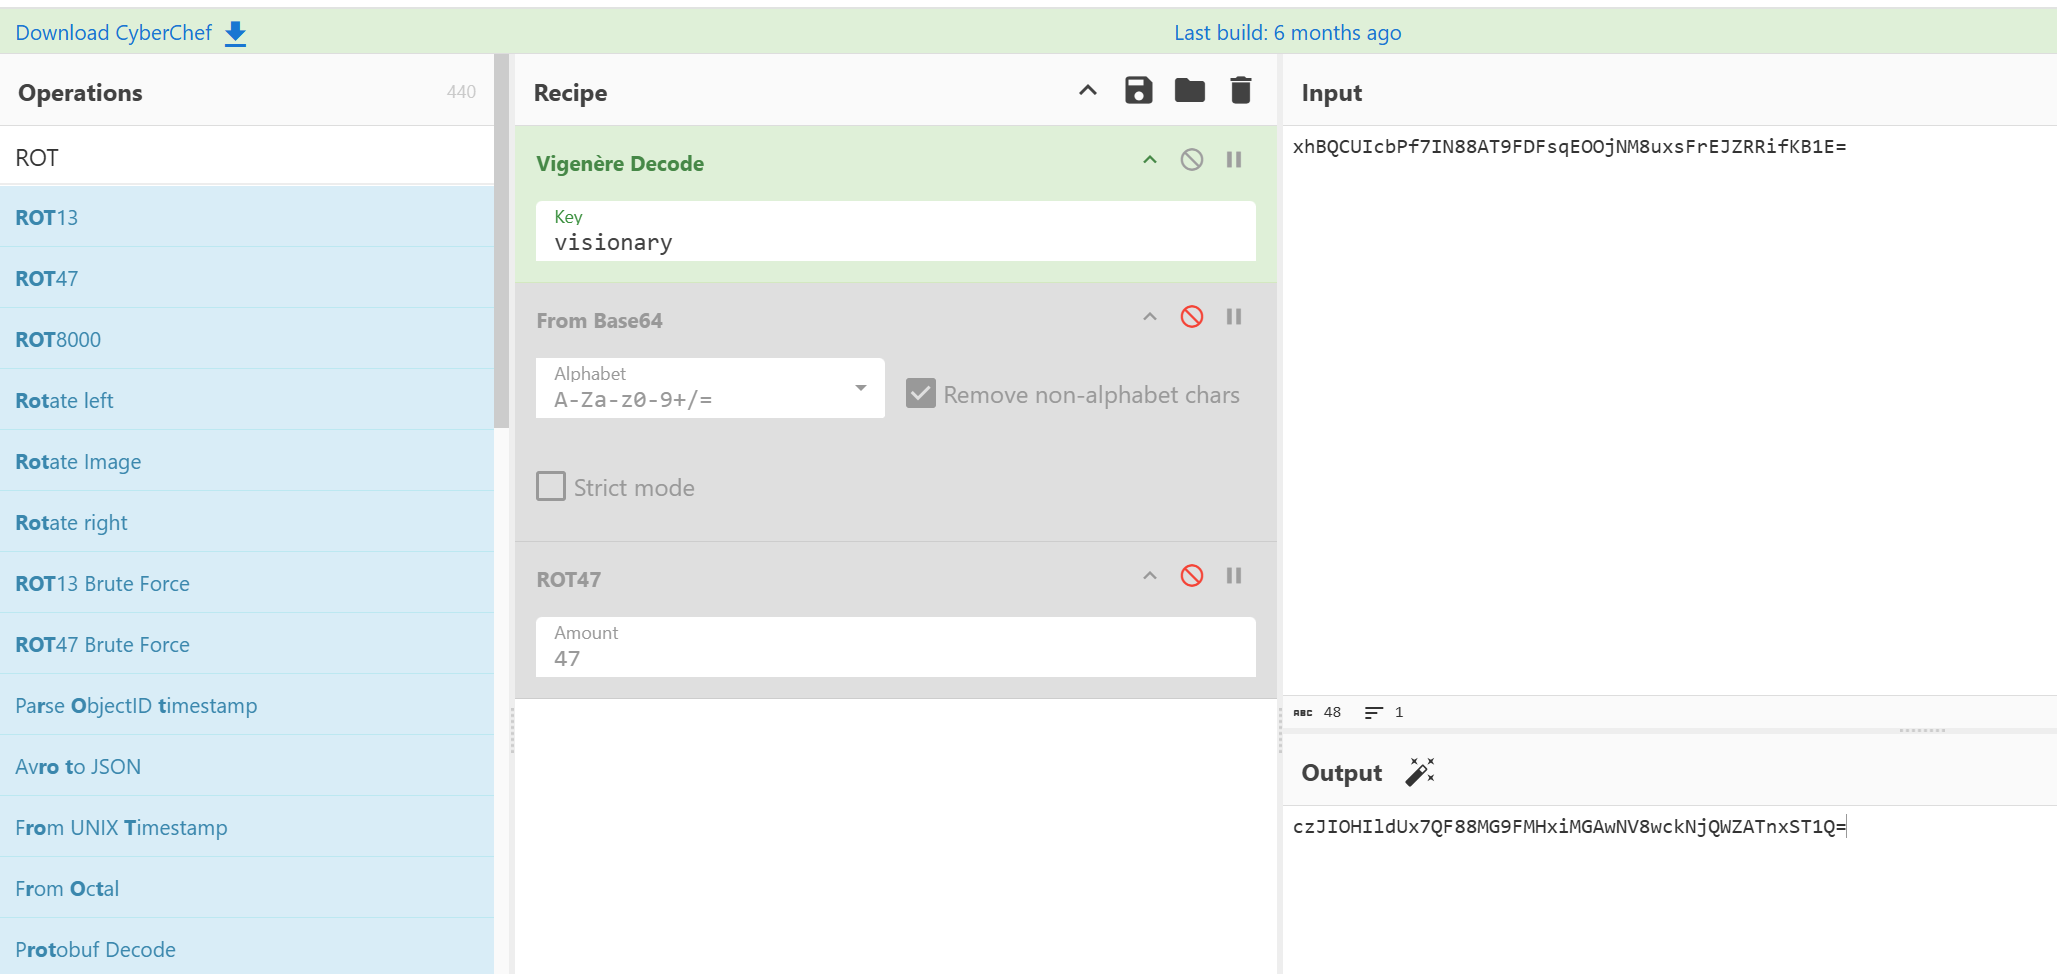 Download CyberChef
Last build: 6 months ago
Operations
440
ROT
ROT13
ROT47
ROT8000
Rotate left
Rotate Image
Rotate right
ROT13 Brute Force
ROT47 Brute Force
Parse ObjectID timestamp
Avro to JSON
From UNIX Timestamp
From Octal
Protobuf Decode
Recipe
Vigenère Decode
Key
visionary
From Base64
Alphabet
A-Za-z0-9+/=
Remove non-alphabet chars
Strict mode
ROT47
Amount
47
Input
xhBQCUIcbPf7IN88AT9FDFsqEOOjNM8uxsFrEJZRRifKB1E=
ABC 48
1
Output
czJIOHIldUx7QF88MG9FMHxiMGAwNV8wckNjQWZATnxST1Q=